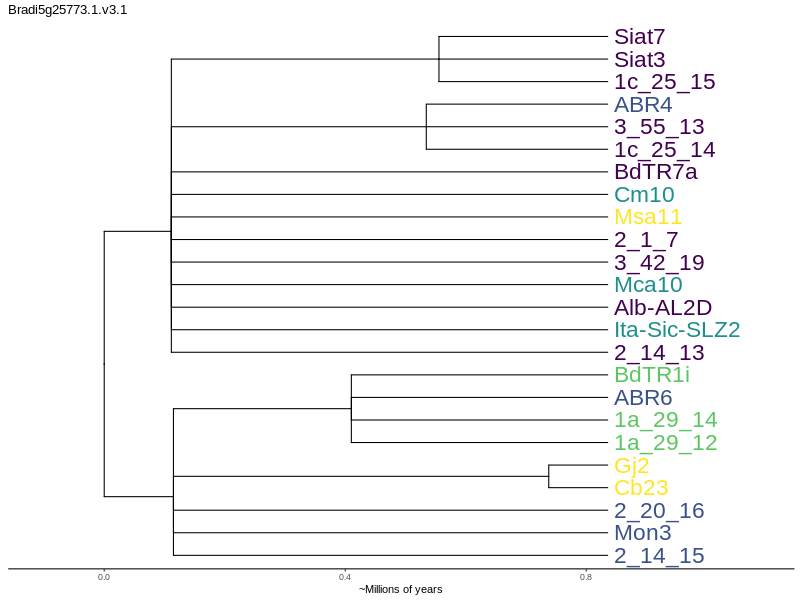 Bradi5g25773.1.v3.1
Siat7
Siat3
1c_25_15
ABR4
3_55_13
1c_25_14
BdTR7a
Cm10
Msa11
2_1_7
3_42_19
Mca10
Alb-AL2D
Ita-Sic-SLZ2
2_14_13
BdTR1i
ABR6
1a_29_14
1a_29_12
Gj2
Cb23
2_20_16
Mon3
2_14_15
0.0 0.4 0.8
~Millions of years